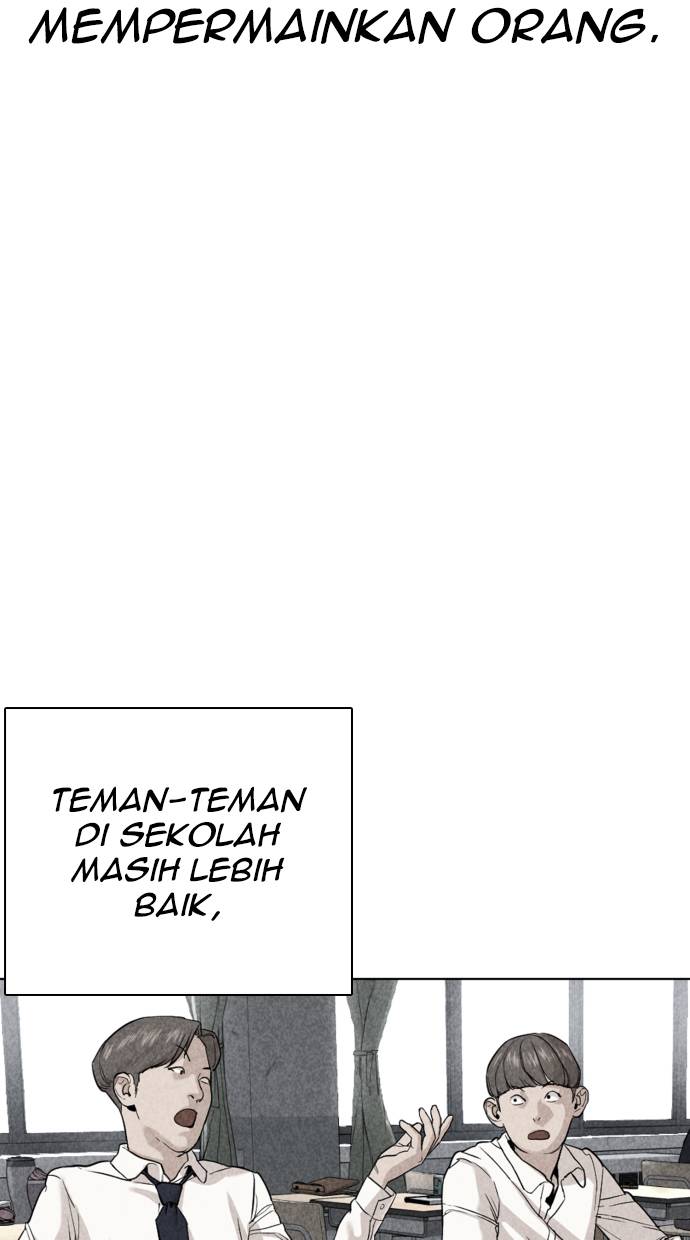 MEMPERMAINKAN ORANG.
TEMAN-TEMAN
DI SEKOLAH
MASIH LEBIH
BAIK,